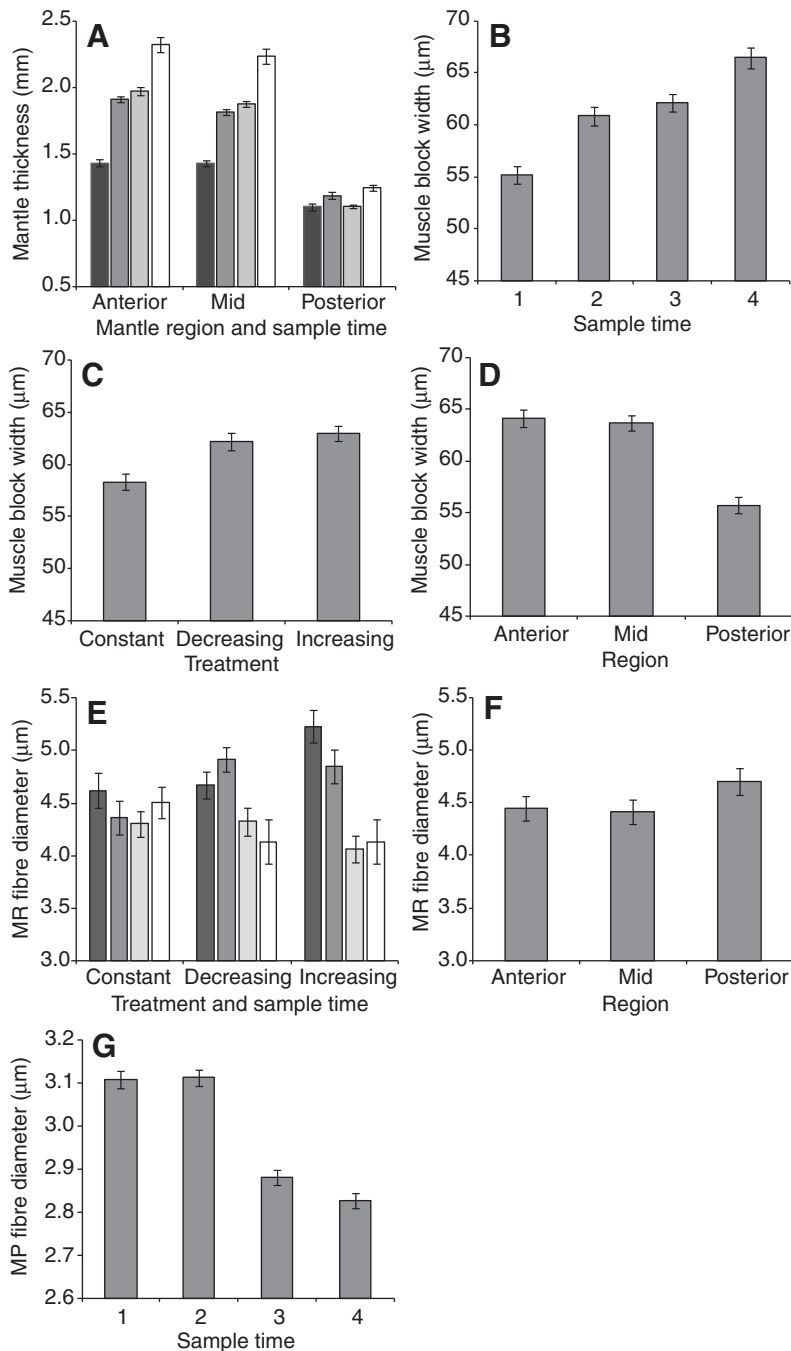 A
Mantle thickness (mm)
2.5
2.0
1.5
1.0
0.5
Anterior Mid Posterior
Mantle region and sample time
B
Muscle block width (μm)
70
65
60
55
50
45
1 2 3 4
Sample time
C
Muscle block width (μm)
70
65
60
55
50
45
Constant Decreasing Increasing
Treatment
D
Muscle block width (μm)
70
65
60
55
50
45
Anterior Mid Posterior
Region
E
MR fibre diameter (μm)
5.5
5.0
4.5
4.0
3.5
3.0
Constant Decreasing Increasing
Treatment and sample time
F
MR fibre diameter (μm)
5.5
5.0
4.5
4.0
3.5
3.0
Anterior Mid Posterior
Region
G
MP fibre diameter (μm)
3.2
3.1
3.0
2.9
2.8
2.7
2.6
1 2 3 4
Sample time